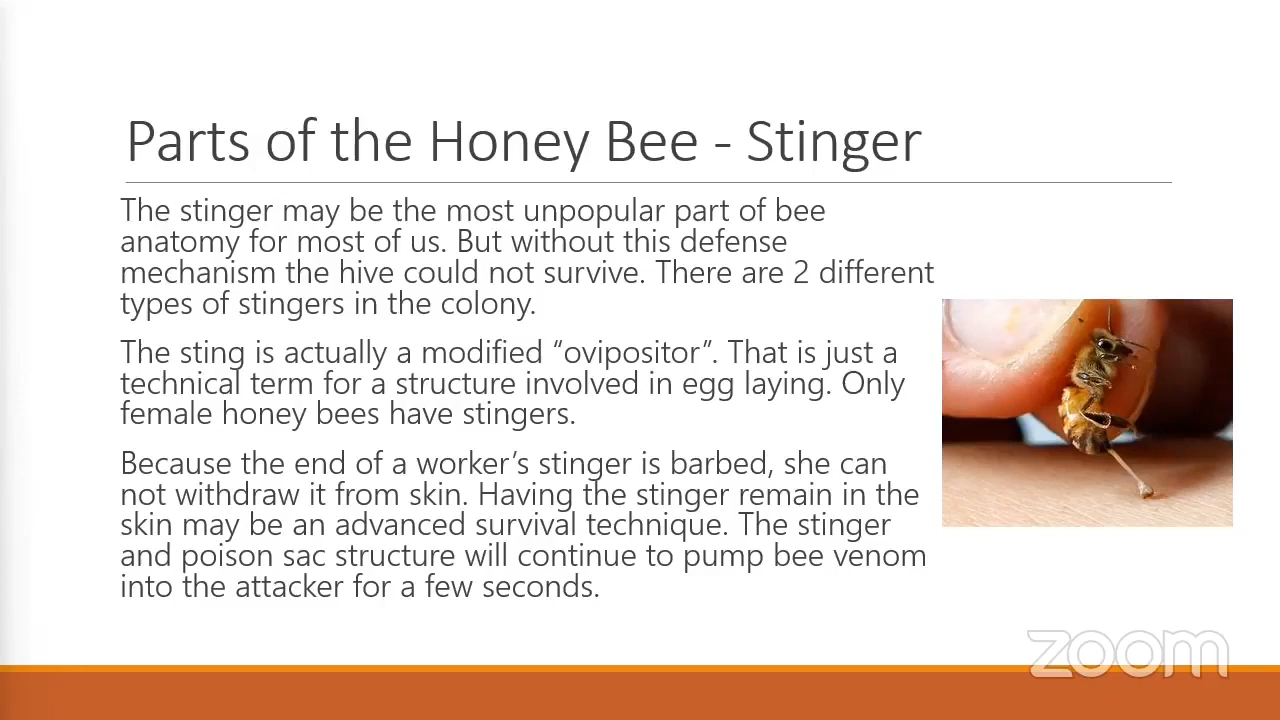 Parts of the Honey Bee - Stinger
The stinger may be the most unpopular part of bee
anatomy for most of us. But without this defense
mechanism the hive could not survive. There are 2 different
types of stingers in the colony.
The sting is actually a modified “ovipositor”. That is just a
technical term for a structure involved in egg laying. Only
female honey bees have stingers.
Because the end of a worker’s stinger is barbed, she can
not withdraw it from skin. Having the stinger remain in the
skin may be an advanced survival technique. The stinger
and poison sac structure will continue to pump bee venom
into the attacker for a few seconds.
zoom